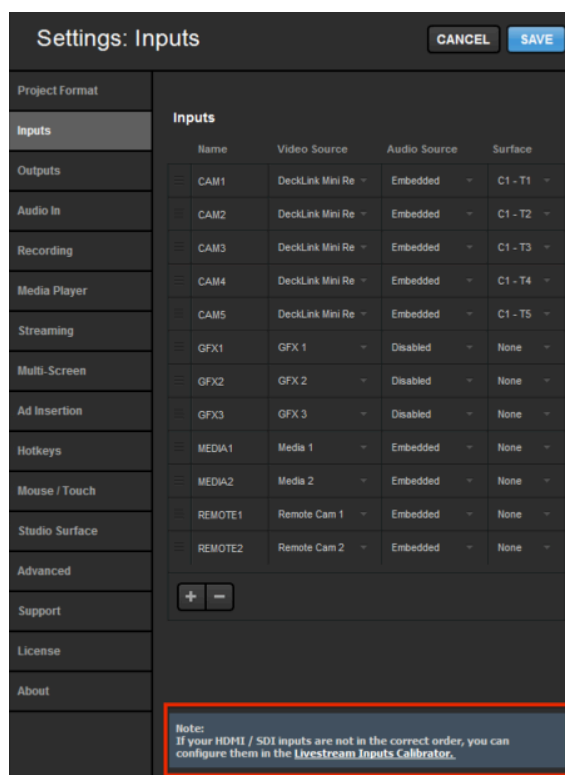 Settings: Inputs
CANCEL
SAVE
Project Format
Inputs
Outputs
Audio In
Recording
Media Player
Streaming
Multi-Screen
Ad Insertion
Hotkeys
Mouse / Touch
Studio Surface
Advanced
Support
License
About
Inputs
Name Video Source Audio Source Surface
CAM1 DeckLink Mini Re Embedded C1 - T1
CAM2 DeckLink Mini Re Embedded C1 - T2
CAM3 DeckLink Mini Re Embedded C1 - T3
CAM4 DeckLink Mini Re Embedded C1 - T4
CAM5 DeckLink Mini Re Embedded C1 - T5
GFX1 GFX 1 Disabled None
GFX2 GFX 2 Disabled None
GFX3 GFX 3 Disabled None
MEDIA1 Media 1 Embedded None
MEDIA2 Media 2 Embedded None
REMOTE1 Remote Cam 1 Embedded None
REMOTE2 Remote Cam 2 Embedded None
+ −
Note:
If your HDMI / SDI inputs are not in the correct order, you can
configure them in the Livestream Inputs Calibrator.